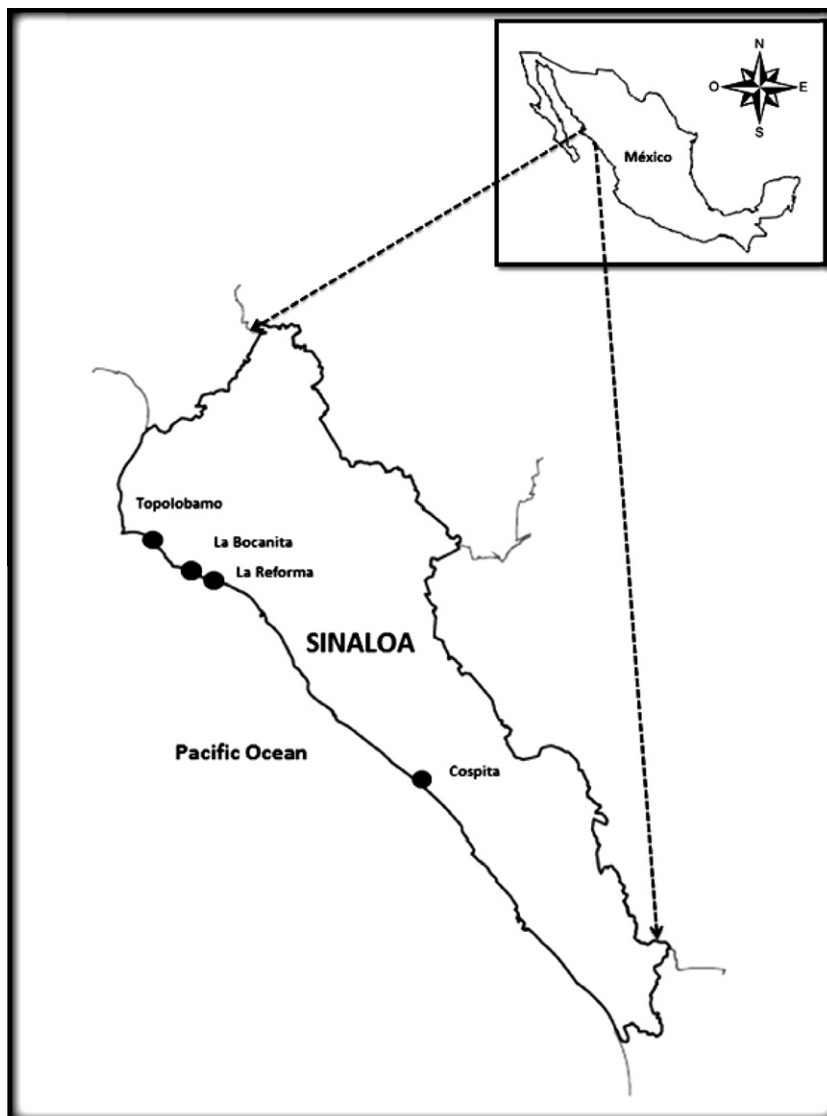 N
O
E
S
México
Topolobamo
La Bocanita
La Reforma
SINALOA
Pacific Ocean
Cospita